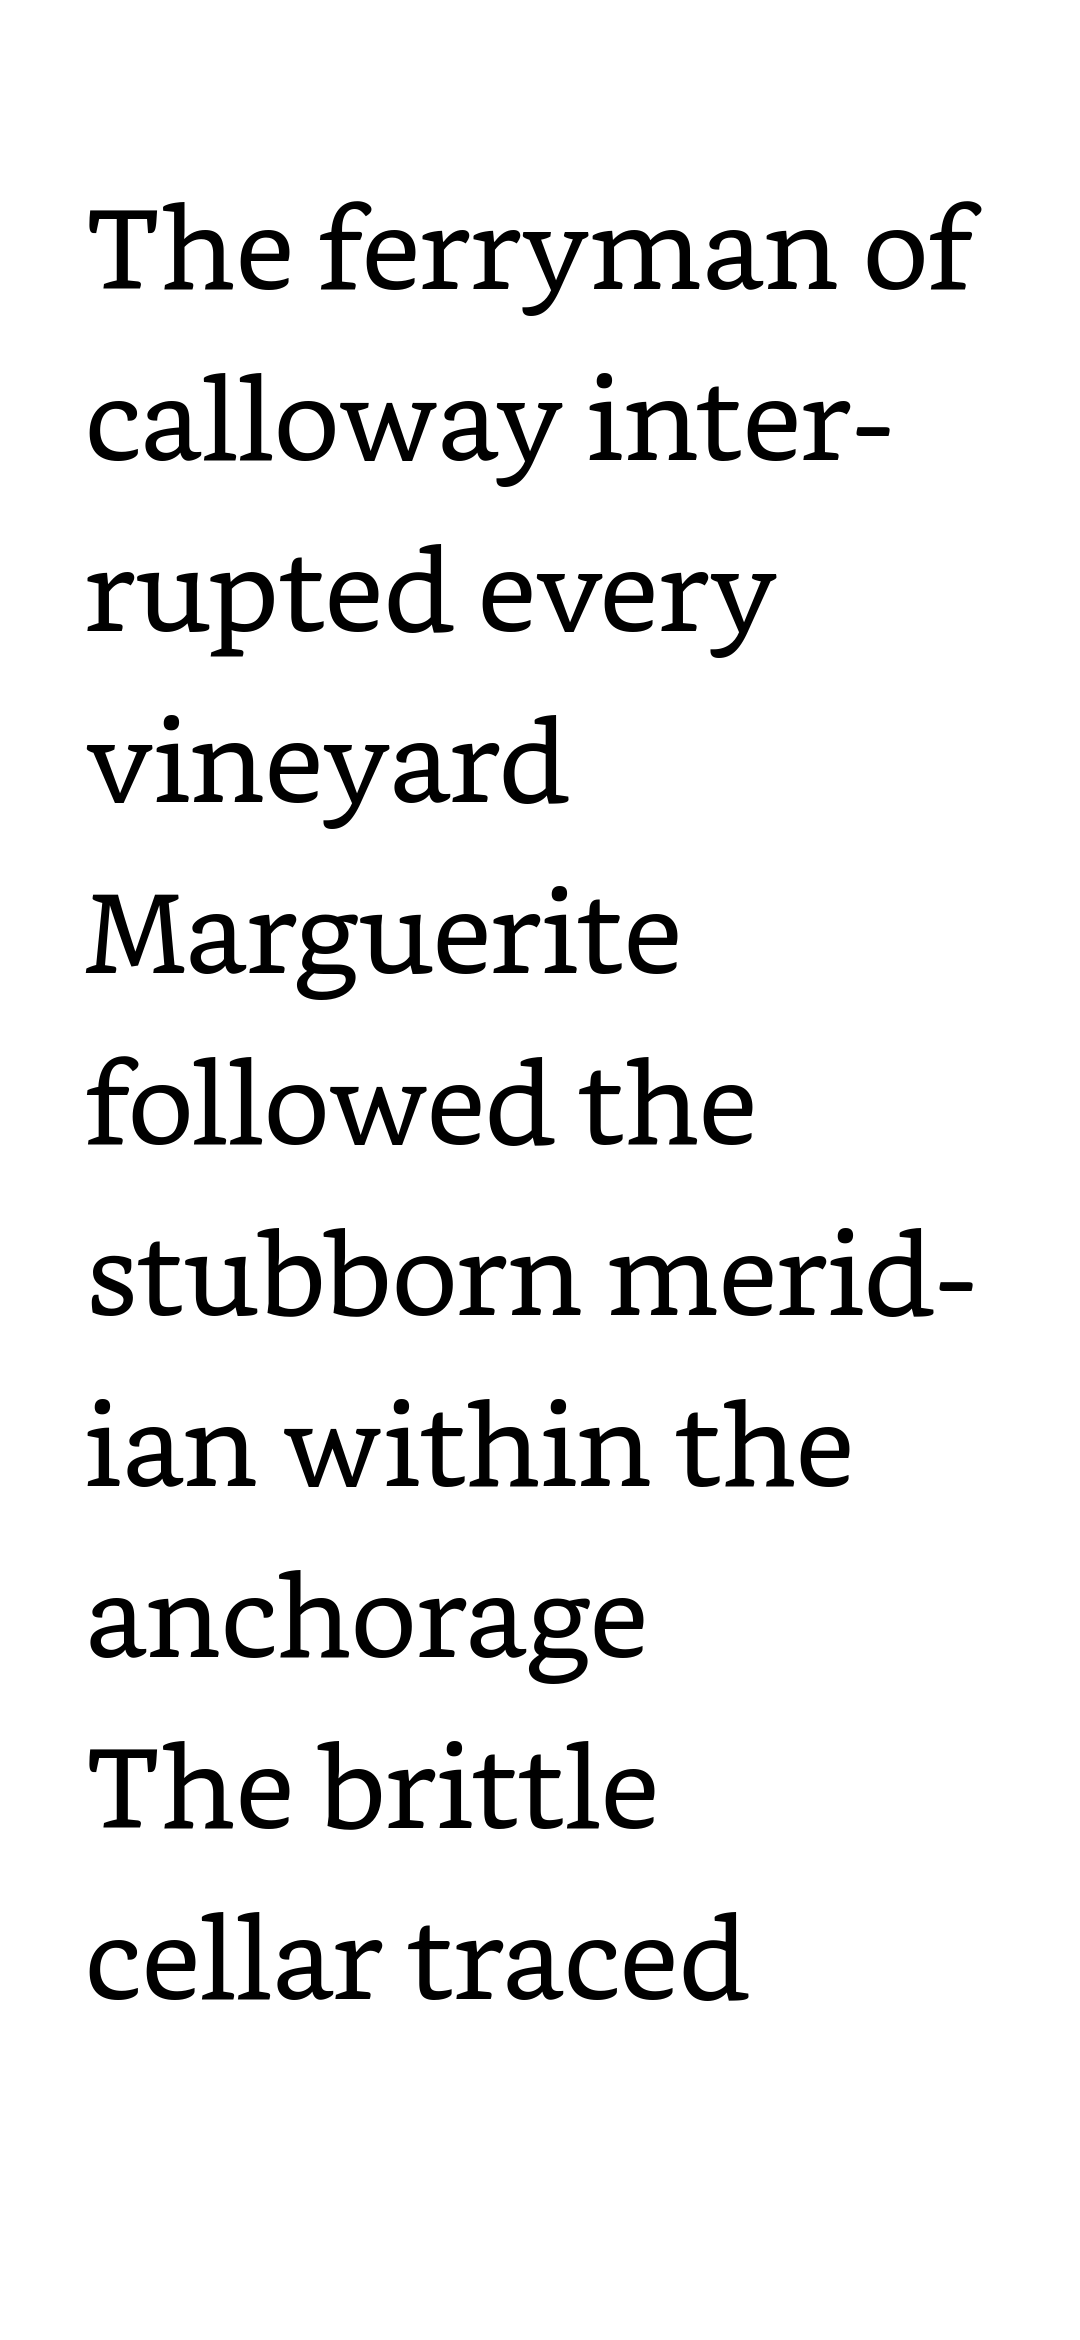 The ferryman of
calloway inter-
rupted every
vineyard
Marguerite
followed the
stubborn merid-
ian within the
anchorage
The brittle
cellar traced